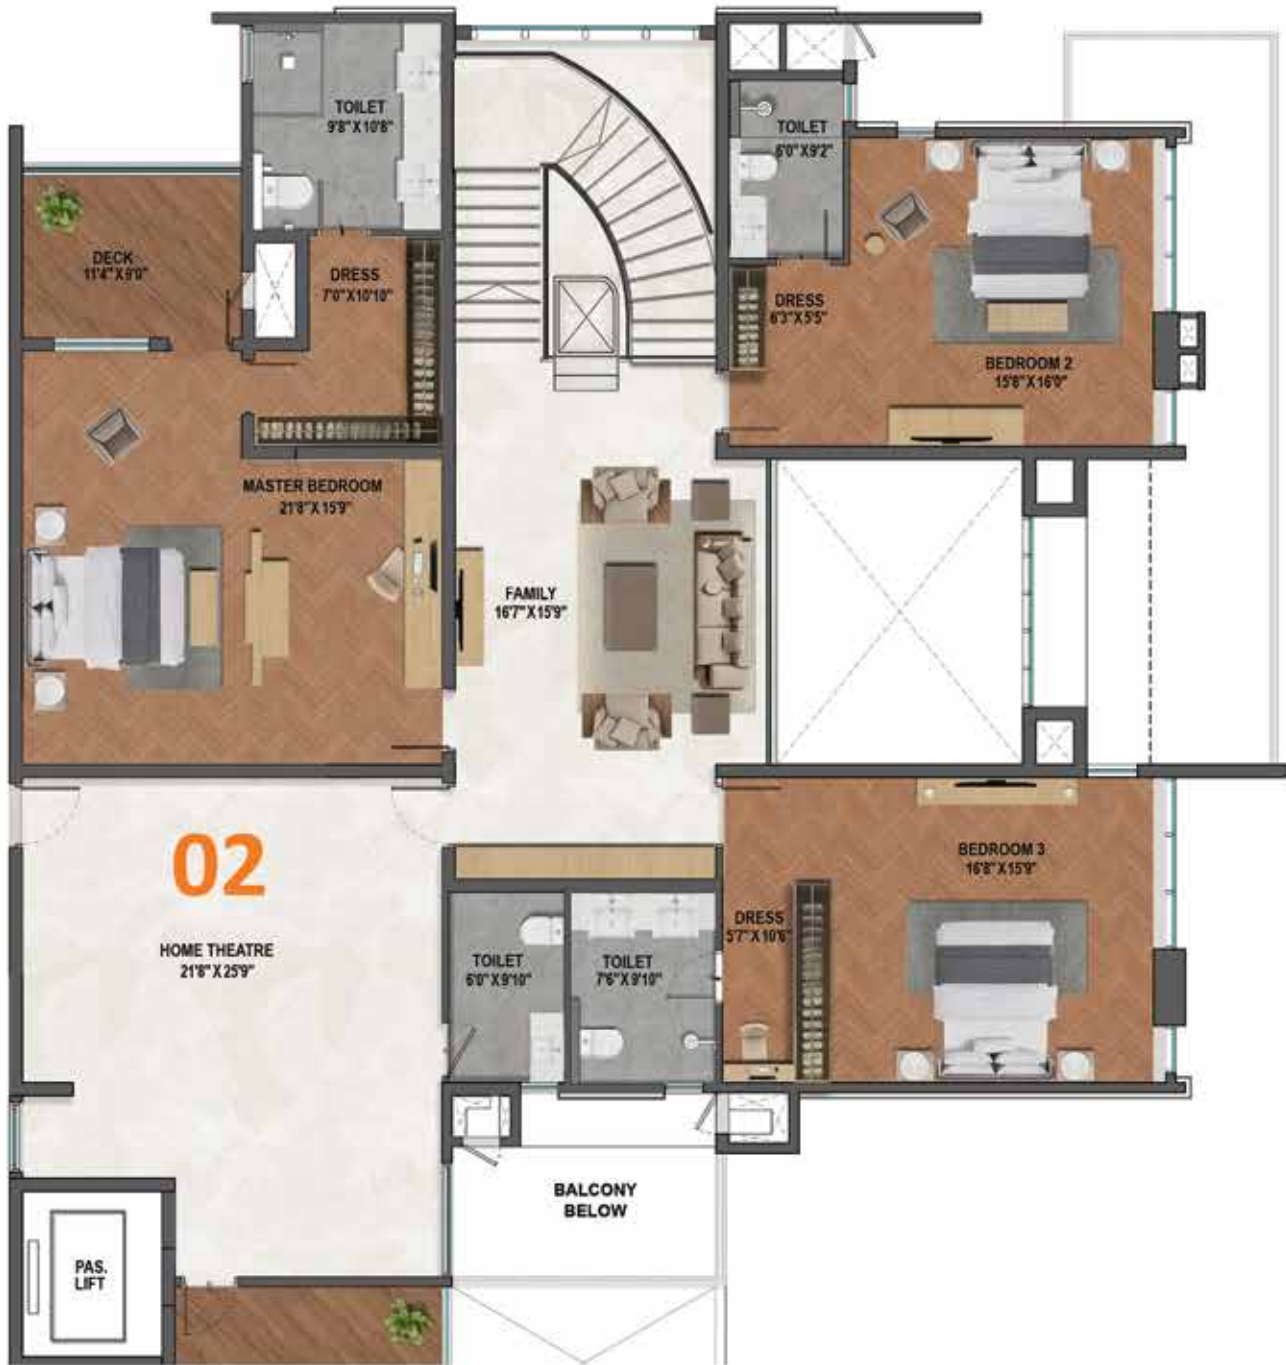 TOILET
9'8" X 10'8"
TOILET
6'0" X 9'2"
DECK
11'4" X 9'0"
DRESS
7'0" X 10'10"
DRESS
6'3" X 5'5"
BEDROOM 2
15'8" X 16'0"
MASTER BEDROOM
21'8" X 15'9"
FAMILY
16'7" X 15'9"
02
HOME THEATRE
21'8" X 25'9"
BEDROOM 3
16'8" X 15'9"
DRESS
5'7" X 10'6"
TOILET
6'0" X 9'10"
TOILET
7'6" X 9'10"
BALCONY
BELOW
PAS.
LIFT